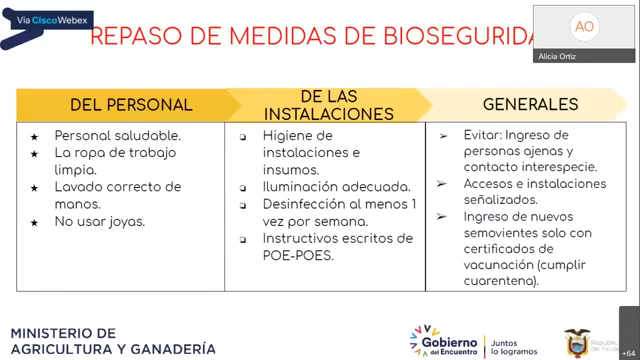 Vía CiscoWebex
REPASO DE MEDIDAS DE BIOSEGURIDA
AO
Alicia Ortiz
DEL PERSONAL
★ Personal saludable.
★ La ropa de trabajo
limpia.
★ Lavado correcto de
manos.
★ No usar joyas.
DE LAS
INSTALACIONES
❏ Higiene de
instalaciones e
insumos.
❏ Iluminación adecuada.
❏ Desinfección al menos 1
vez por semana.
❏ Instructivos escritos de
POE-POES.
GENERALES
➢ Evitar: Ingreso de
personas ajenas y
contacto interespecie.
➢ Accesos e instalaciones
señalizados.
➢ Ingreso de nuevos
semovientes solo con
certificados de
vacunación (cumplir
cuarentena).
MINISTERIO DE
AGRICULTURA Y GANADERÍA
Gobierno
del Encuentro
Juntos
lo logramos
República
+64